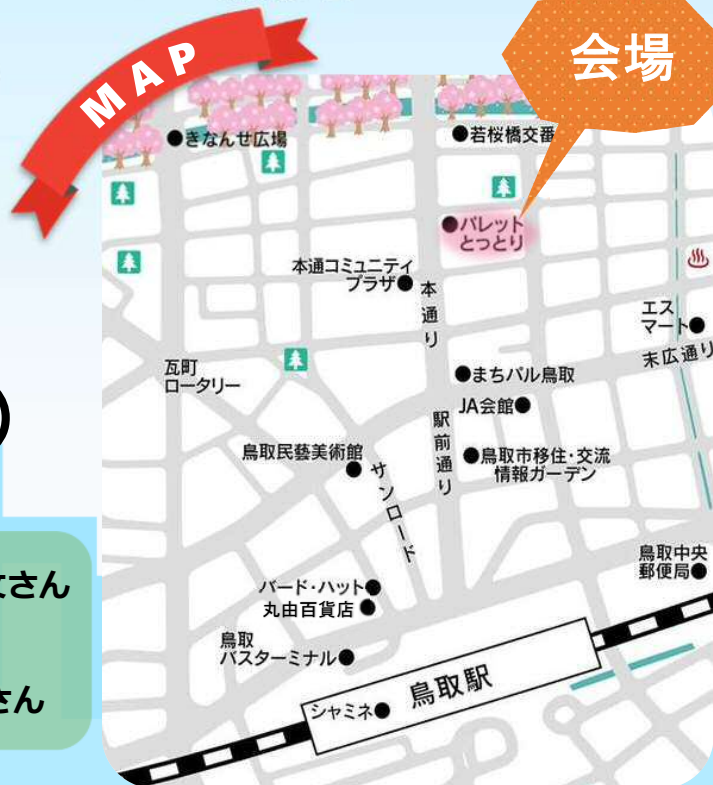 MAP
会場
きなんせ広場
若桜橋交番
パレット
とっとり
本通コミュニティ
プラザ
本通り
エス
マート
末広通り
瓦町
ロータリー
まちパル鳥取
JA会館
駅前通り
鳥取民藝美術館
サンロード
鳥取市移住・交流
情報ガーデン
鳥取中央
郵便局
バード・ハット
丸由百貨店
鳥取
バスターミナル
鳥取駅
シャミネ
さん
さん